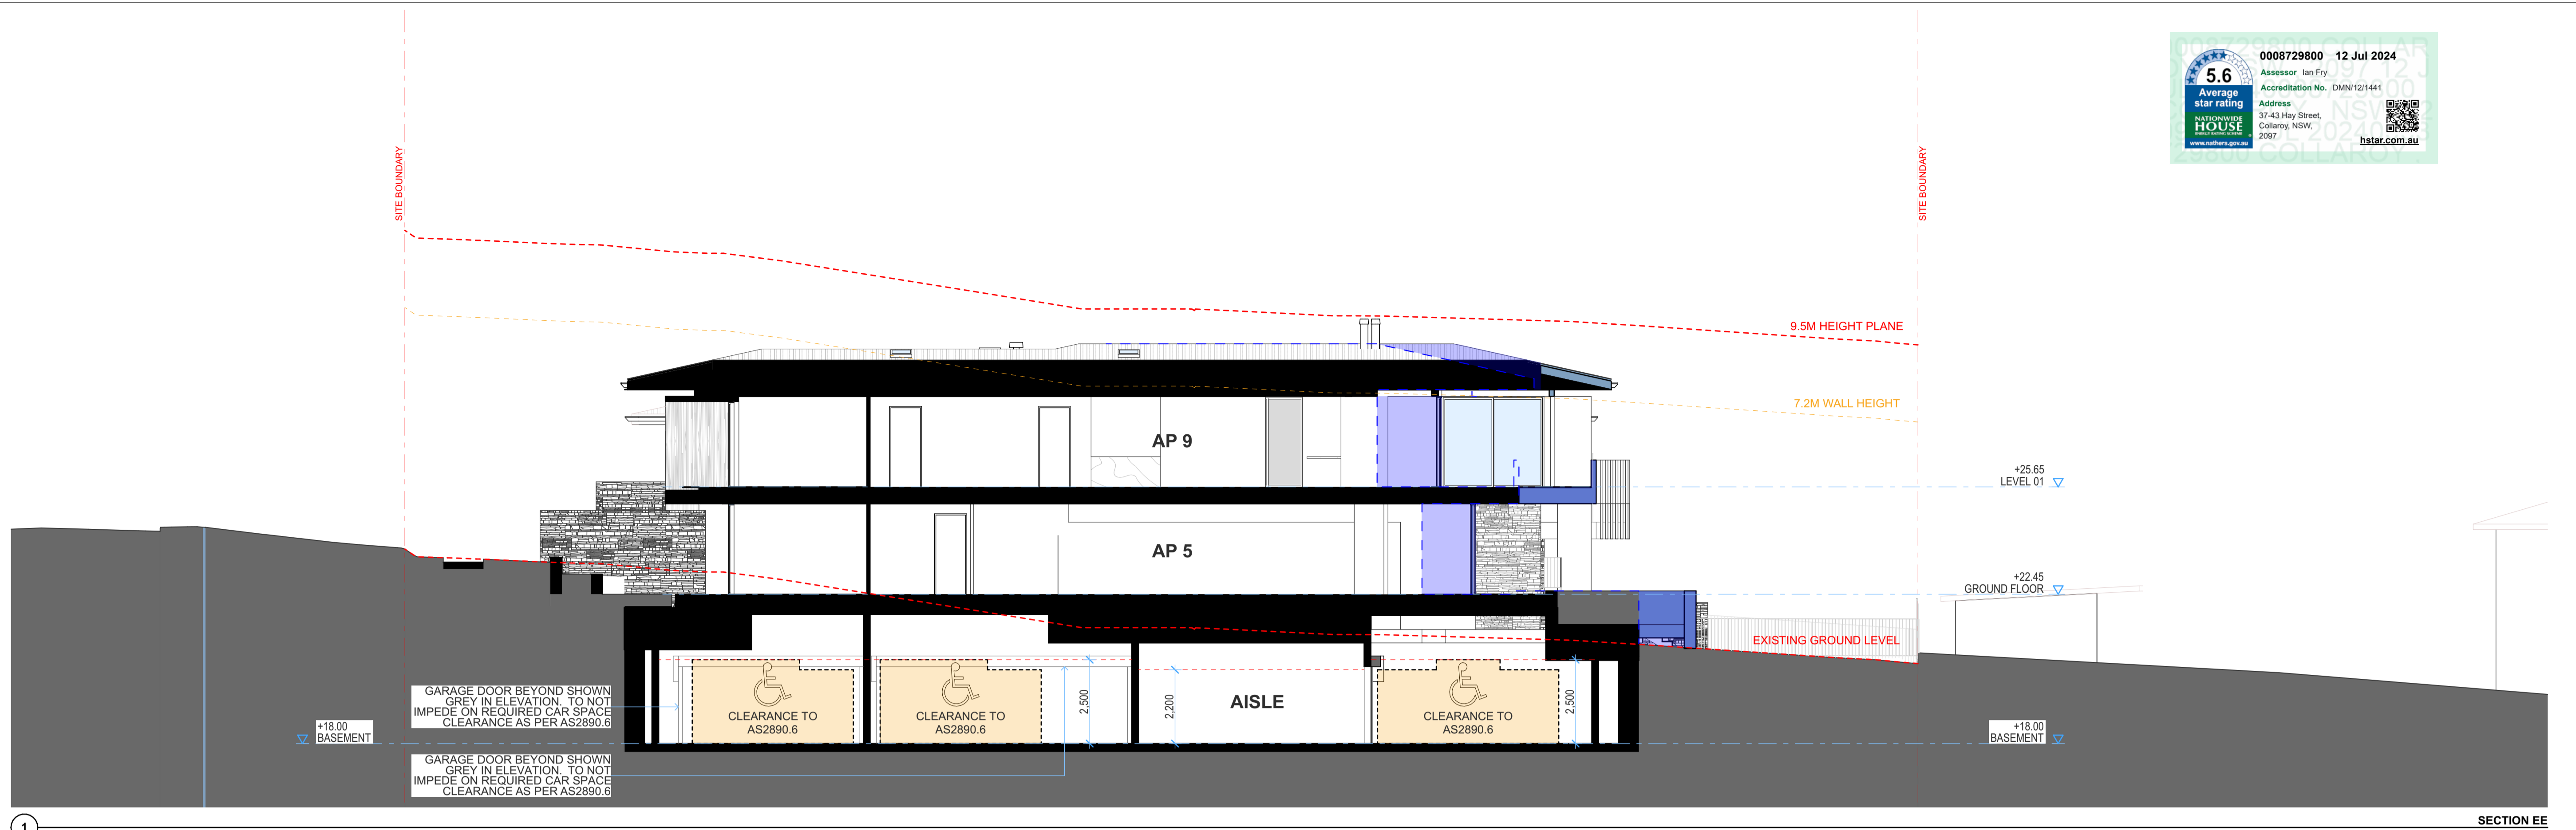 0008729800 12 Jul 2024
5.6
Average
star rating
NATIONWIDE
HOUSE
ENERGY RATING SCHEME
www.nathers.gov.au
Assessor Ian Fry
Accreditation No. DMN/12/1441
Address
37-43 Hay Street,
Collaroy, NSW,
2097
hstar.com.au
SITE BOUNDARY
SITE BOUNDARY
9.5M HEIGHT PLANE
7.2M WALL HEIGHT
AP 9
+25.65
LEVEL 01
AP 5
+22.45
GROUND FLOOR
EXISTING GROUND LEVEL
GARAGE DOOR BEYOND SHOWN
GREY IN ELEVATION. TO NOT
IMPEDE ON REQUIRED CAR SPACE
CLEARANCE AS PER AS2890.6
CLEARANCE TO
AS2890.6
CLEARANCE TO
AS2890.6
2,500
2,200
AISLE
CLEARANCE TO
AS2890.6
2,500
+18.00
BASEMENT
+18.00
BASEMENT
GARAGE DOOR BEYOND SHOWN
GREY IN ELEVATION. TO NOT
IMPEDE ON REQUIRED CAR SPACE
CLEARANCE AS PER AS2890.6
1
SECTION EE